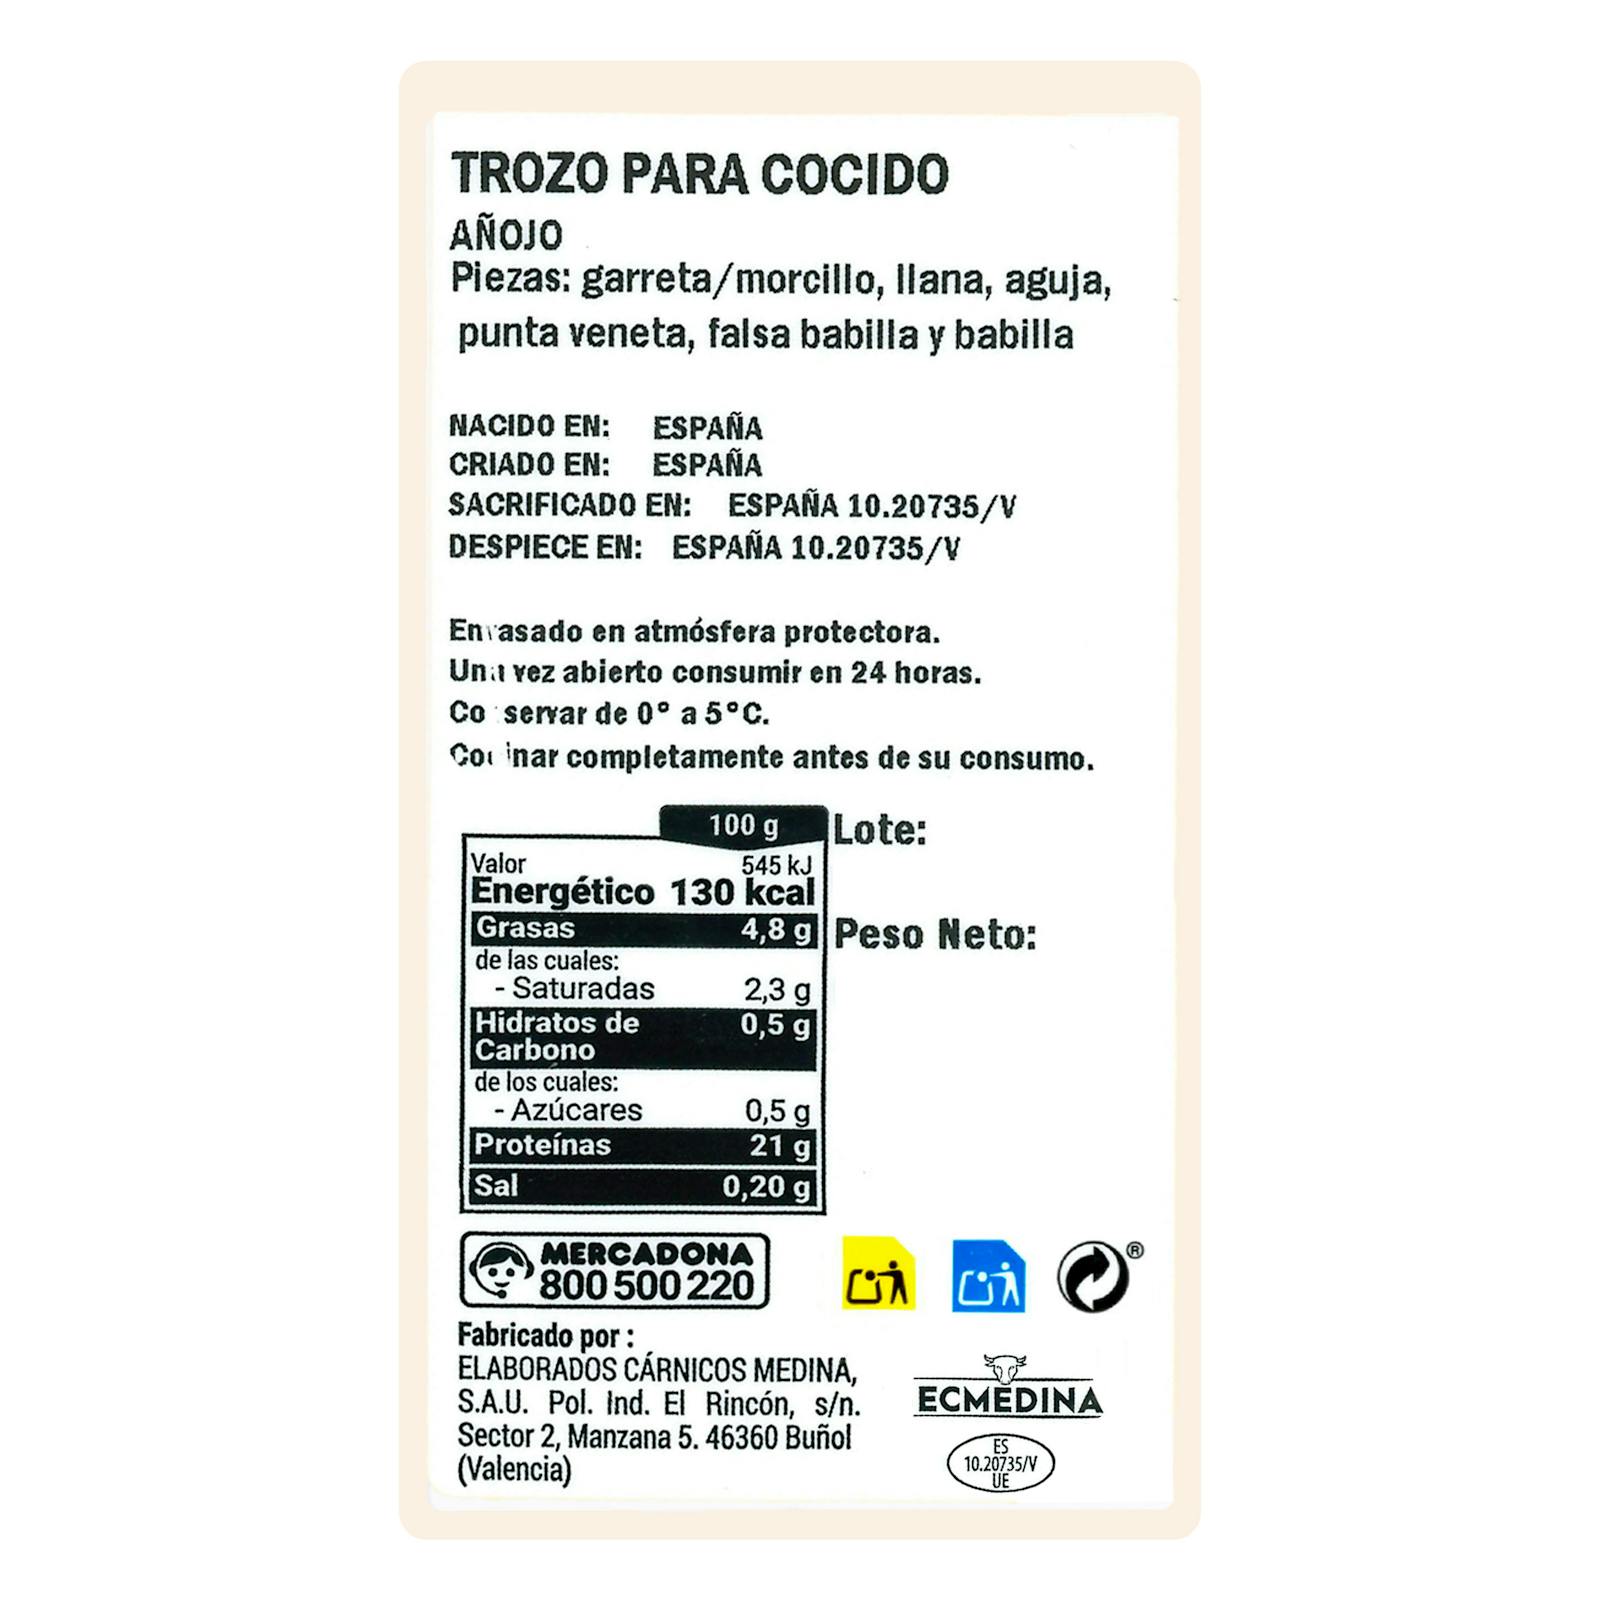 TROZO PARA COCIDO
AÑOJO
Piezas: garreta/morcillo, llana, aguja,
punta veneta, falsa babilla y babilla
NACIDO EN: ESPAÑA
CRIADO EN: ESPAÑA
SACRIFICADO EN: ESPAÑA 10.20735/V
DESPIECE EN: ESPAÑA 10.20735/V
Envasado en atmósfera protectora.
Una vez abierto consumir en 24 horas.
Conservar de 0° a 5°C.
Cocinar completamente antes de su consumo.
100 g
Valor 545 kJ
Energético 130 kcal
Grasas 4,8 g
de las cuales:
- Saturadas 2,3 g
Hidratos de 0,5 g
Carbono
de los cuales:
- Azúcares 0,5 g
Proteínas 21 g
Sal 0,20 g
Lote:
Peso Neto:
MERCADONA
800 500 220
®
Fabricado por :
ELABORADOS CÁRNICOS MEDINA,
S.A.U. Pol. Ind. El Rincón, s/n.
Sector 2, Manzana 5. 46360 Buñol
(Valencia)
ECMEDINA
ES
10.20735/V
UE